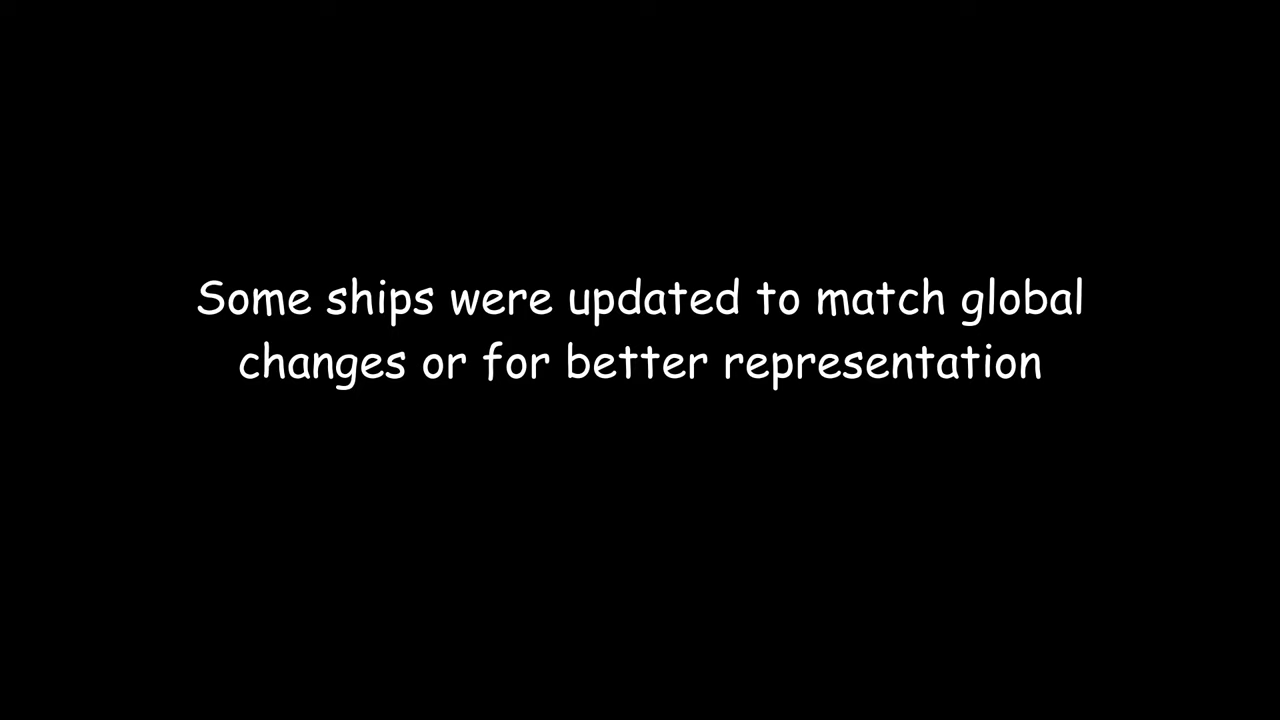 Some ships were updated to match global
changes or for better representation